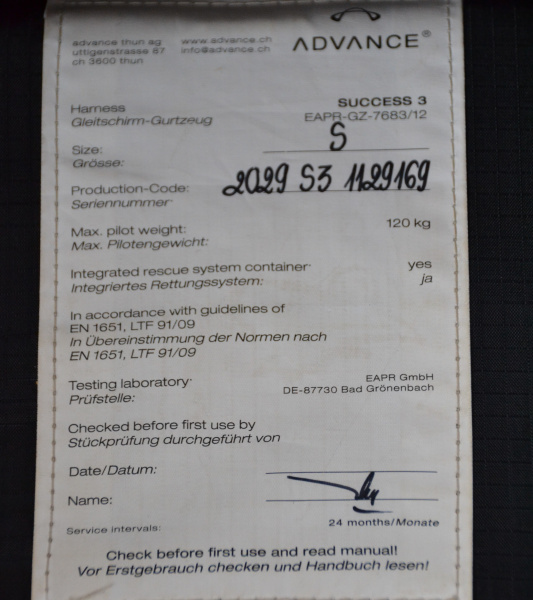 advance thun ag www.advance.ch
uttigenstrasse 87 info@advance.ch
ch 3600 thun
ADVANCE®
Harness SUCCESS 3
Gleitschirm-Gurtzeug EAPR-GZ-7683/12
Size: S
Grösse:
Production-Code: 2029 S3 1129169
Seriennummer
Max. pilot weight: 120 kg
Max. Pilotengewicht:
Integrated rescue system container: yes
Integriertes Rettungssystem: ja
In accordance with guidelines of
EN 1651, LTF 91/09
In Übereinstimmung der Normen nach
EN 1651, LTF 91/09
Testing laboratory: EAPR GmbH
Prüfstelle: DE-87730 Bad Grönenbach
Checked before first use by
Stückprüfung durchgeführt von
Date/Datum:
Name:
Service intervals: 24 months/Monate
Check before first use and read manual!
Vor Erstgebrauch checken und Handbuch lesen!